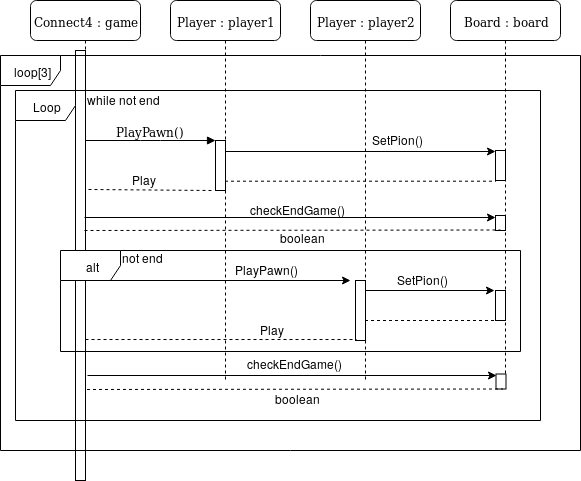 Connect4 : game
Player : player1
Player : player2
Board : board
loop[3]
Loop
while not end
PlayPawn()
SetPion()
Play
checkEndGame()
boolean
alt
not end
PlayPawn()
SetPion()
Play
checkEndGame()
boolean